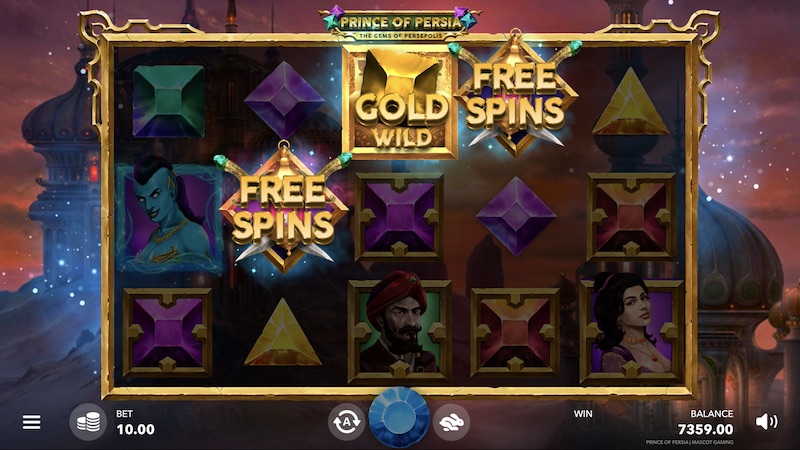 PRINCE OF PERSIA
THE GEMS OF PERSEPOLIS
GOLD
WILD
FREE
SPINS
FREE
SPINS
BET
10.00
A
WIN
BALANCE
7359.00
PRINCE OF PERSIA | MASCOT GAMING